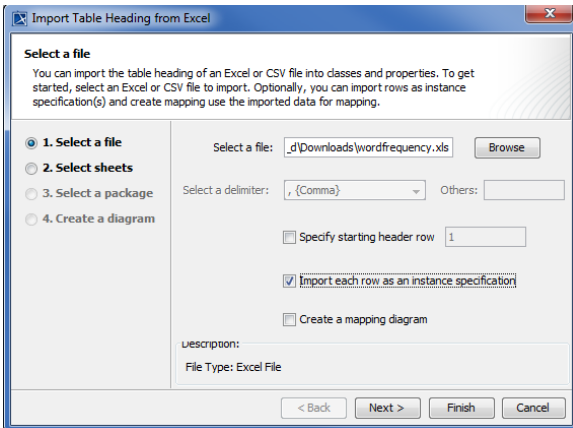 Import Table Heading from Excel
Select a file
You can import the table heading of an Excel or CSV file into classes and properties. To get
started, select an Excel or CSV file to import. Optionally, you can import rows as instance
specification(s) and create mapping use the imported data for mapping.
1. Select a file
2. Select sheets
3. Select a package
4. Create a diagram
Select a file: _d\Downloads\wordfrequency.xls Browse
Select a delimiter: , {Comma} Others:
Specify starting header row 1
Import each row as an instance specification
Create a mapping diagram
Description:
File Type: Excel File
< Back Next > Finish Cancel